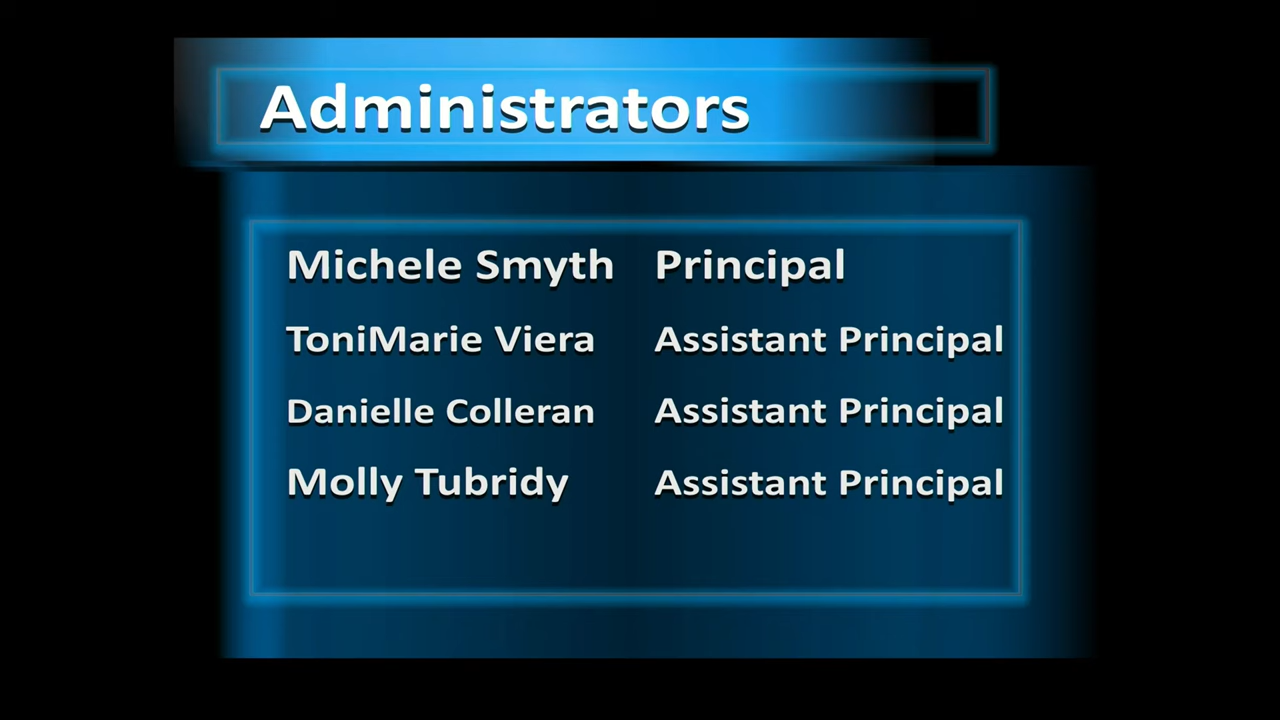 Administrators
Michele Smyth Principal
ToniMarie Viera Assistant Principal
Danielle Colleran Assistant Principal
Molly Tubridy Assistant Principal